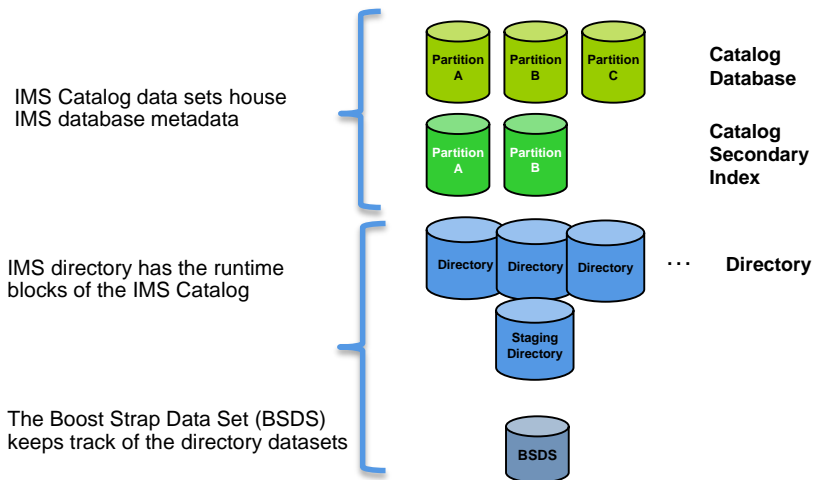 IMS Catalog data sets house
IMS database metadata
Partition
A
Partition
B
Partition
C
Catalog
Database
Partition
A
Partition
B
Catalog
Secondary
Index
IMS directory has the runtime
blocks of the IMS Catalog
Directory
Directory
Directory
...
Directory
Staging
Directory
The Boost Strap Data Set (BSDS)
keeps track of the directory datasets
BSDS